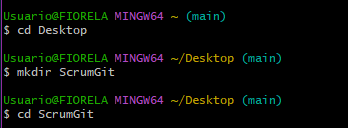 Usuario@FIORELA MINGW64 ~ (main)
$ cd Desktop
Usuario@FIORELA MINGW64 ~/Desktop (main)
$ mkdir ScrumGit
Usuario@FIORELA MINGW64 ~/Desktop (main)
$ cd ScrumGit